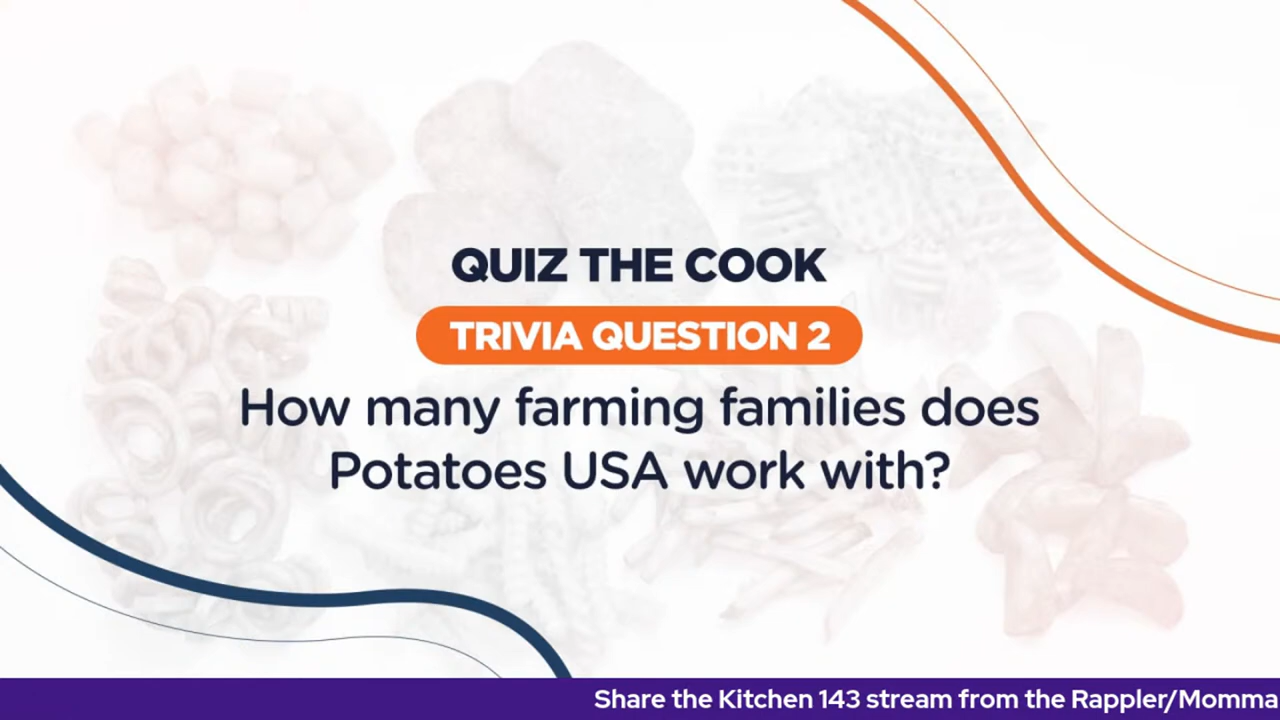 QUIZ THE COOK
TRIVIA QUESTION 2
How many farming families does
Potatoes USA work with?
Share the Kitchen 143 stream from the Rappler/Momma